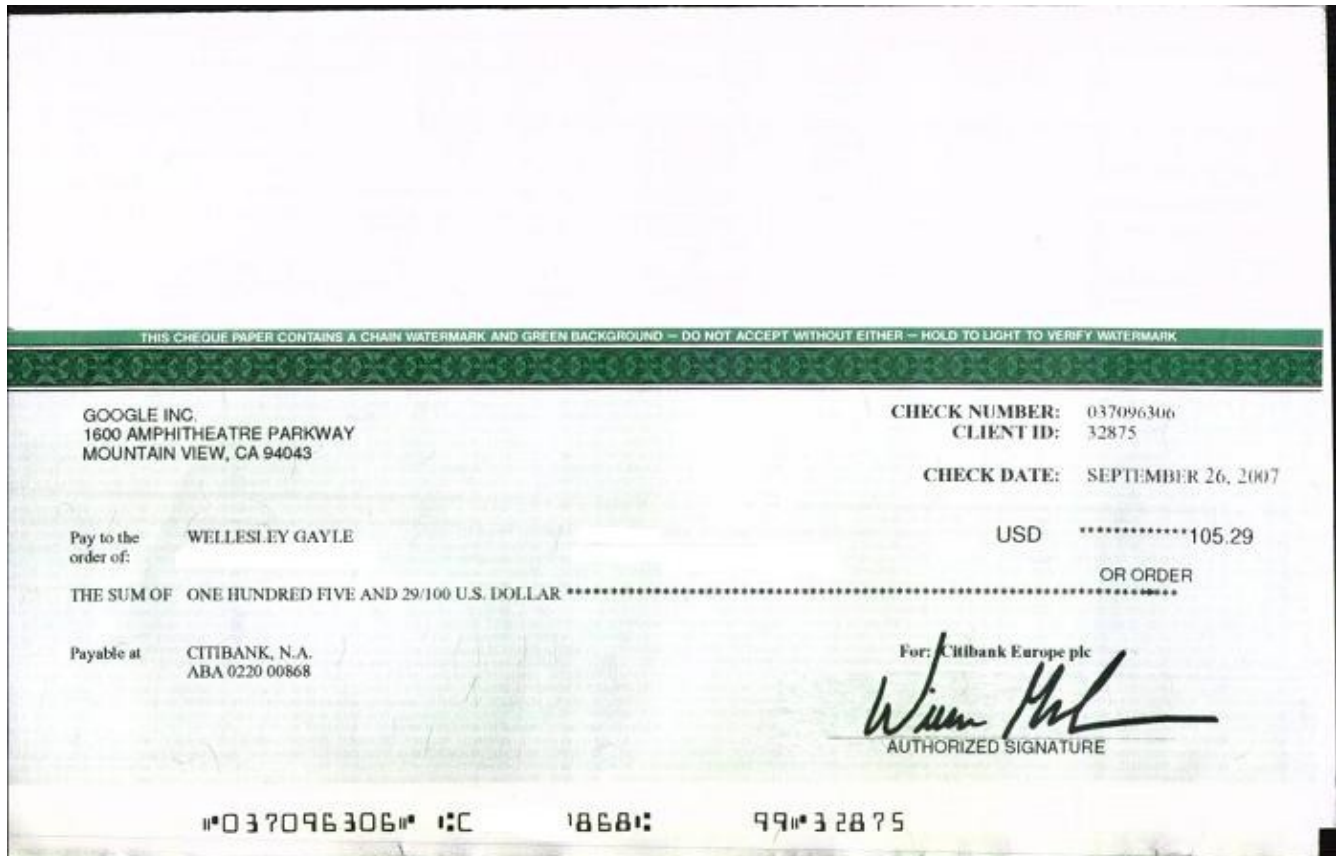 THIS CHEQUE PAPER CONTAINS A CHAIN WATERMARK AND GREEN BACKGROUND — DO NOT ACCEPT WITHOUT EITHER — HOLD TO LIGHT TO VERIFY WATERMARK
GOOGLE INC.
1600 AMPHITHEATRE PARKWAY
MOUNTAIN VIEW, CA 94043
CHECK NUMBER: 037096306
CLIENT ID: 32875
CHECK DATE: SEPTEMBER 26, 2007
Pay to the order of: WELLESLEY GAYLE
USD *************105.29
OR ORDER
THE SUM OF ONE HUNDRED FIVE AND 29/100 U.S. DOLLAR
Payable at CITIBANK, N.A.
ABA 0220 00868
For: Citibank Europe plc
AUTHORIZED SIGNATURE
⑈037096306⑈ ⑆0 868⑆ 99⑈32875